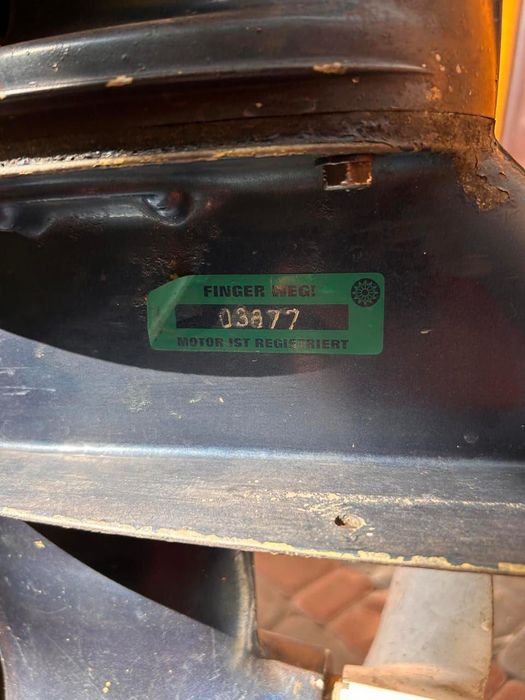 FINGER WEG!
03877
MOTOR IST REGISTRIERT